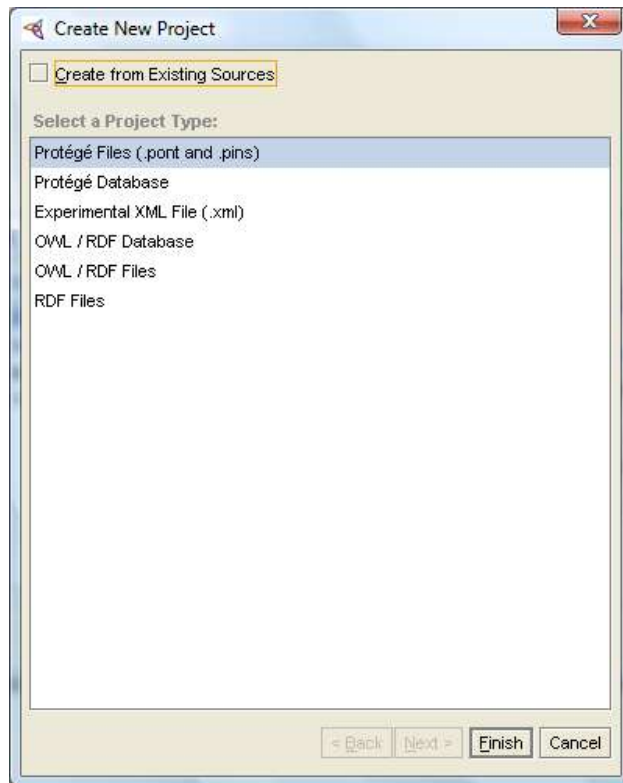 Create New Project
Create from Existing Sources
Select a Project Type:
Protégé Files (.pont and .pins)
Protégé Database
Experimental XML File (.xml)
OWL / RDF Database
OWL / RDF Files
RDF Files
< Back Next > Finish Cancel